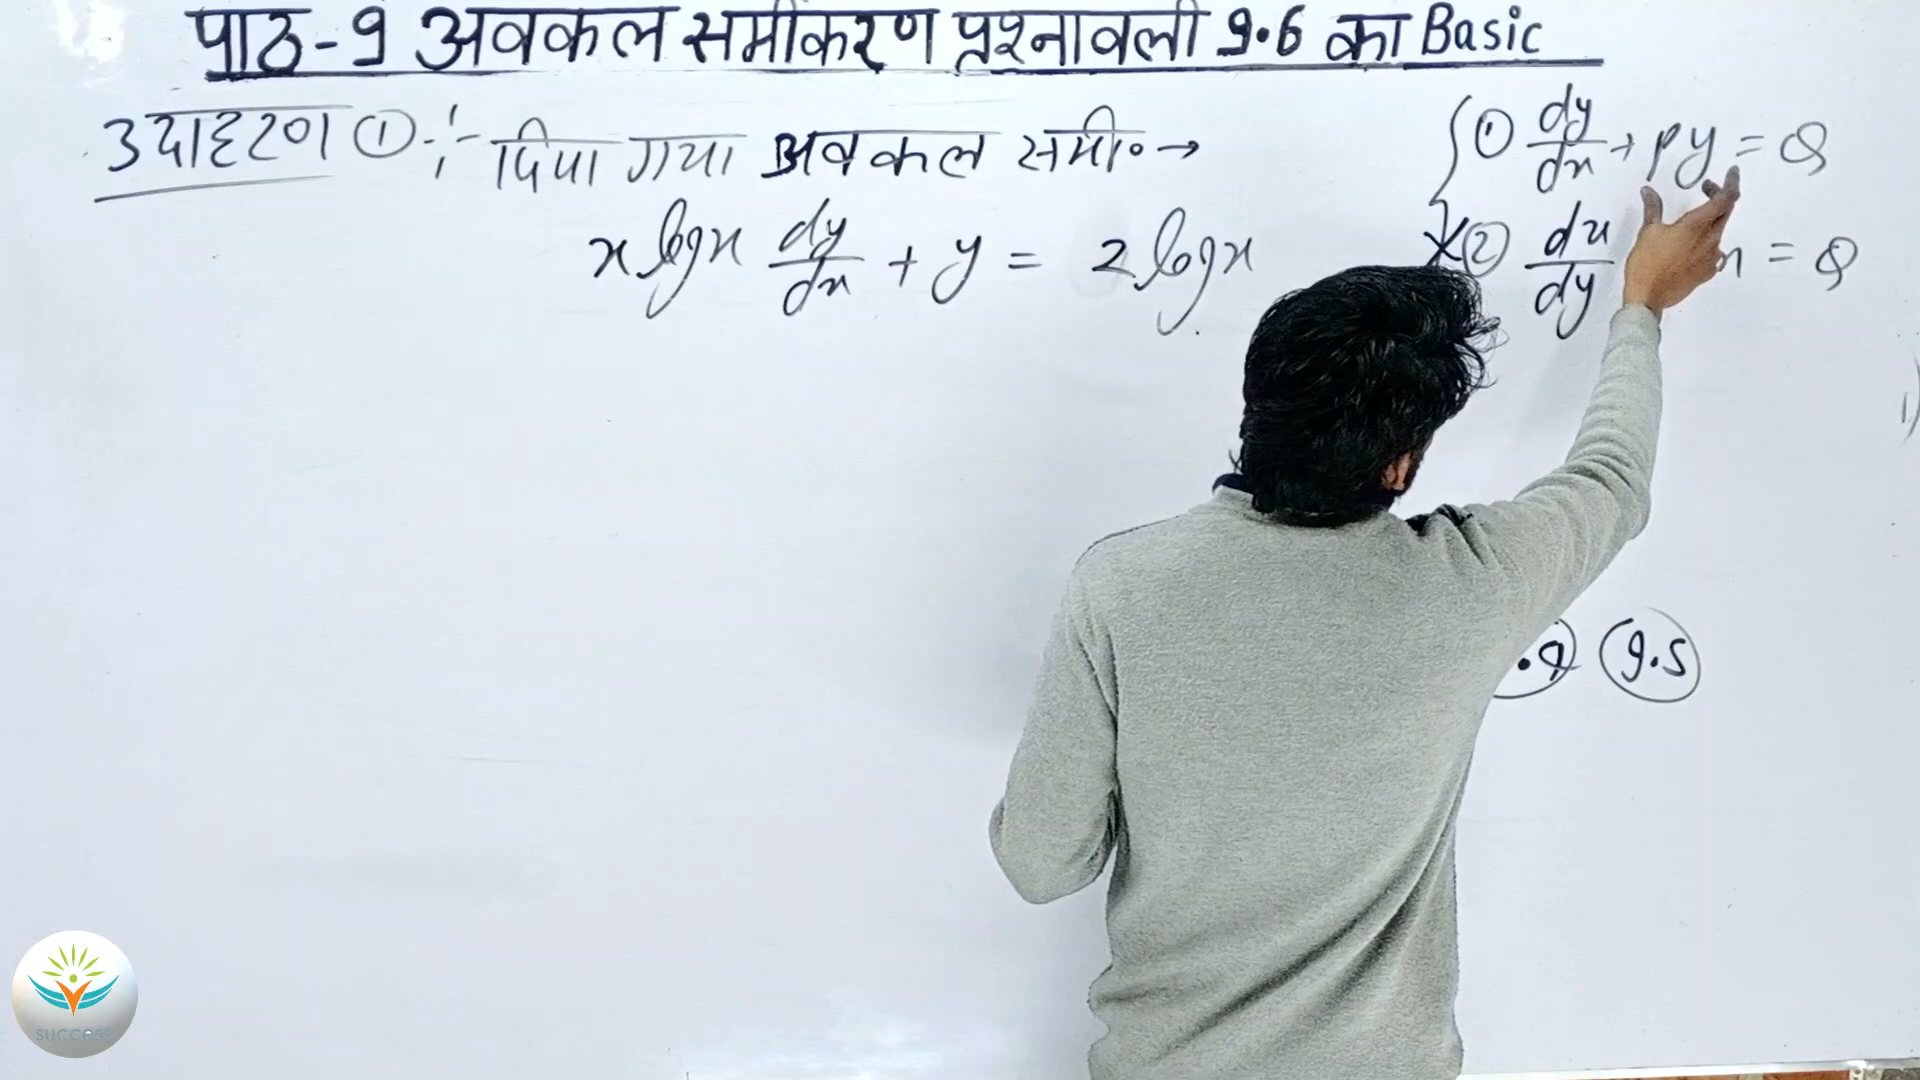 पाठ-9 अवकल समीकरण प्रश्नावली 9.6 का Basic
उदाहरण ① :- दिया गया अवकल समी० →
x log x dy/dx + y = 2 log x
① dy/dx + py = Q
② dx/dy x = Q
9.5
SUCCESS